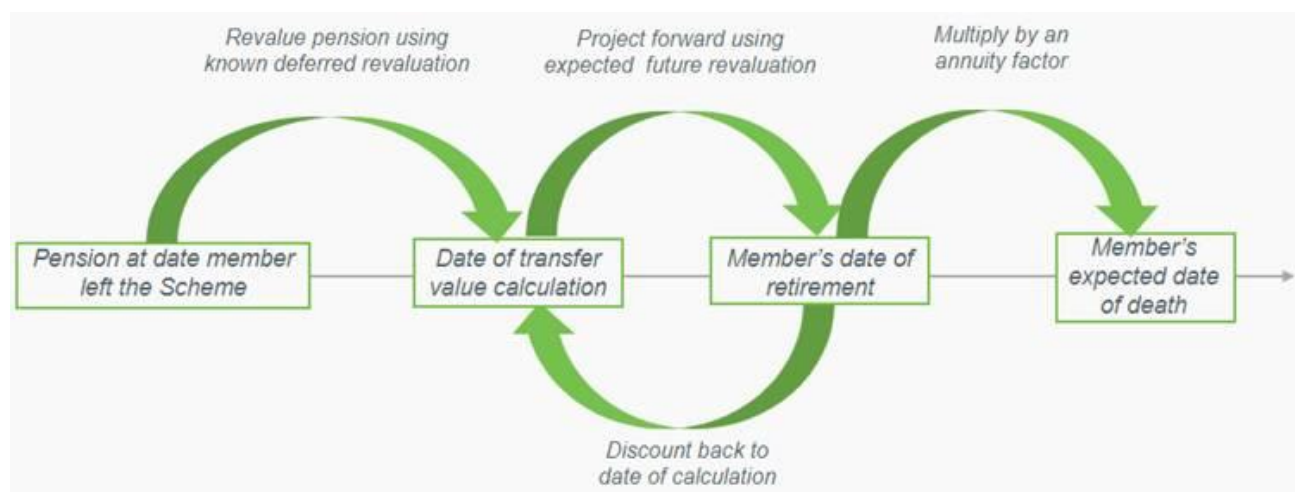 Revalue pension using
known deferred revaluation
Project forward using
expected future revaluation
Multiply by an
annuity factor
Pension at date member
left the Scheme
Date of transfer
value calculation
Member's date of
retirement
Member's
expected date
of death
Discount back to
date of calculation